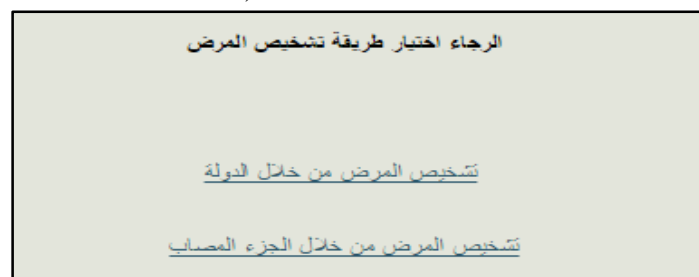 الرجاء اختيار طريقة تشخيص المرض
تشخيص المرض من خلال الدولة
تشخيص المرض من خلال الجزء المصاب